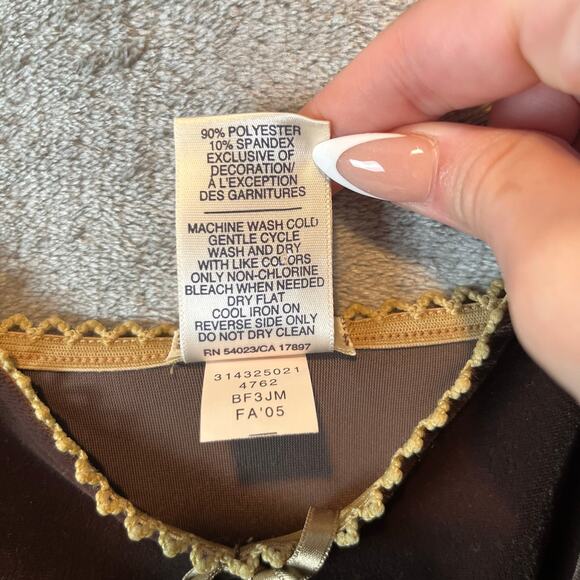 90% POLYESTER
10% SPANDEX
EXCLUSIVE OF
DECORATION/
À L'EXCEPTION
DES GARNITURES
MACHINE WASH COLD
GENTLE CYCLE
WASH AND DRY
WITH LIKE COLORS
ONLY NON-CHLORINE
BLEACH WHEN NEEDED
DRY FLAT
COOL IRON ON
REVERSE SIDE ONLY
DO NOT DRY CLEAN
RN 54023/CA 17897
314325021
4762
BF3JM
FA'05